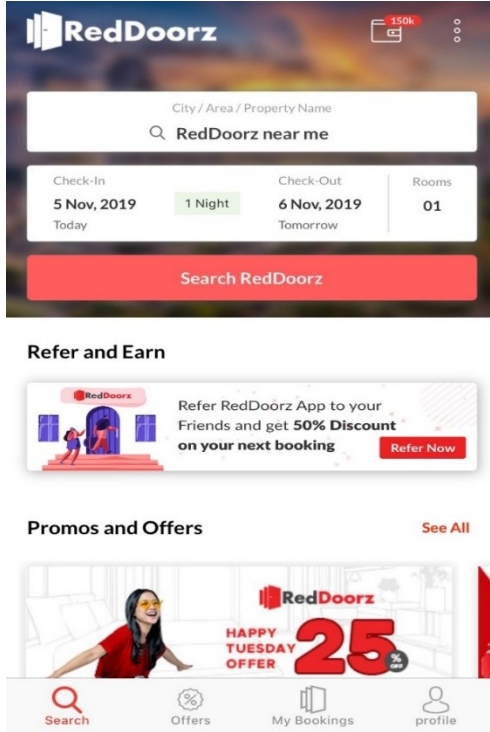 RedDoorz
150k
City / Area / Property Name
RedDoorz near me
Check-In
Check-Out
Rooms
5 Nov, 2019
1 Night
6 Nov, 2019
01
Today
Tomorrow
Search RedDoorz
Refer and Earn
RedDoorz
Refer RedDoorz App to your
Friends and get 50% Discount
on your next booking
Refer Now
Promos and Offers
See All
RedDoorz
HAPPY
TUESDAY
OFFER
25
% OFF
Search
Offers
My Bookings
profile